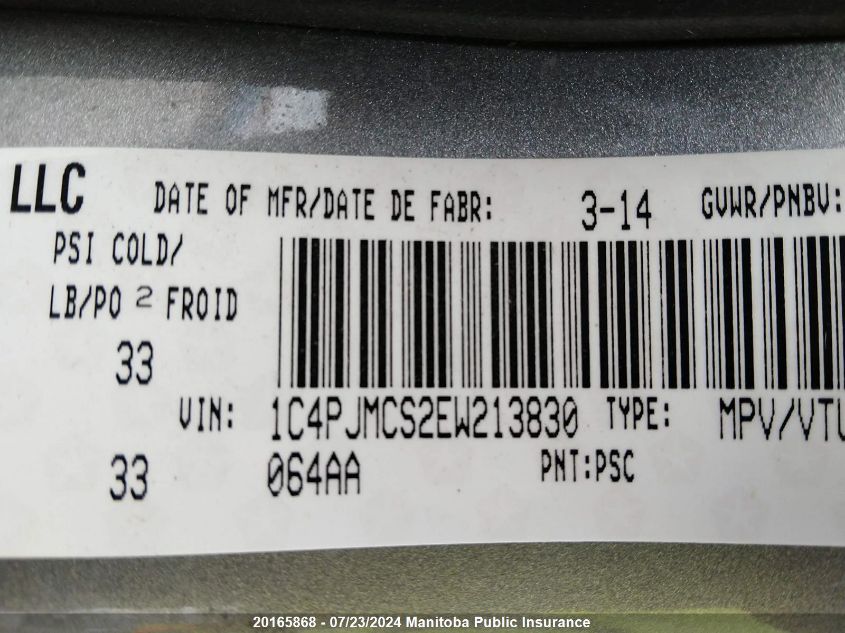 LLC DATE OF MFR/DATE DE FABR: 3-14 GVWR/PNBV:
PSI COLD/
LB/PO 2 FROID
33
VIN: 1C4PJMCS2EW213830 TYPE: MPV/VTU
33 064AA PNT:PSC
20165868 - 07/23/2024 Manitoba Public Insurance